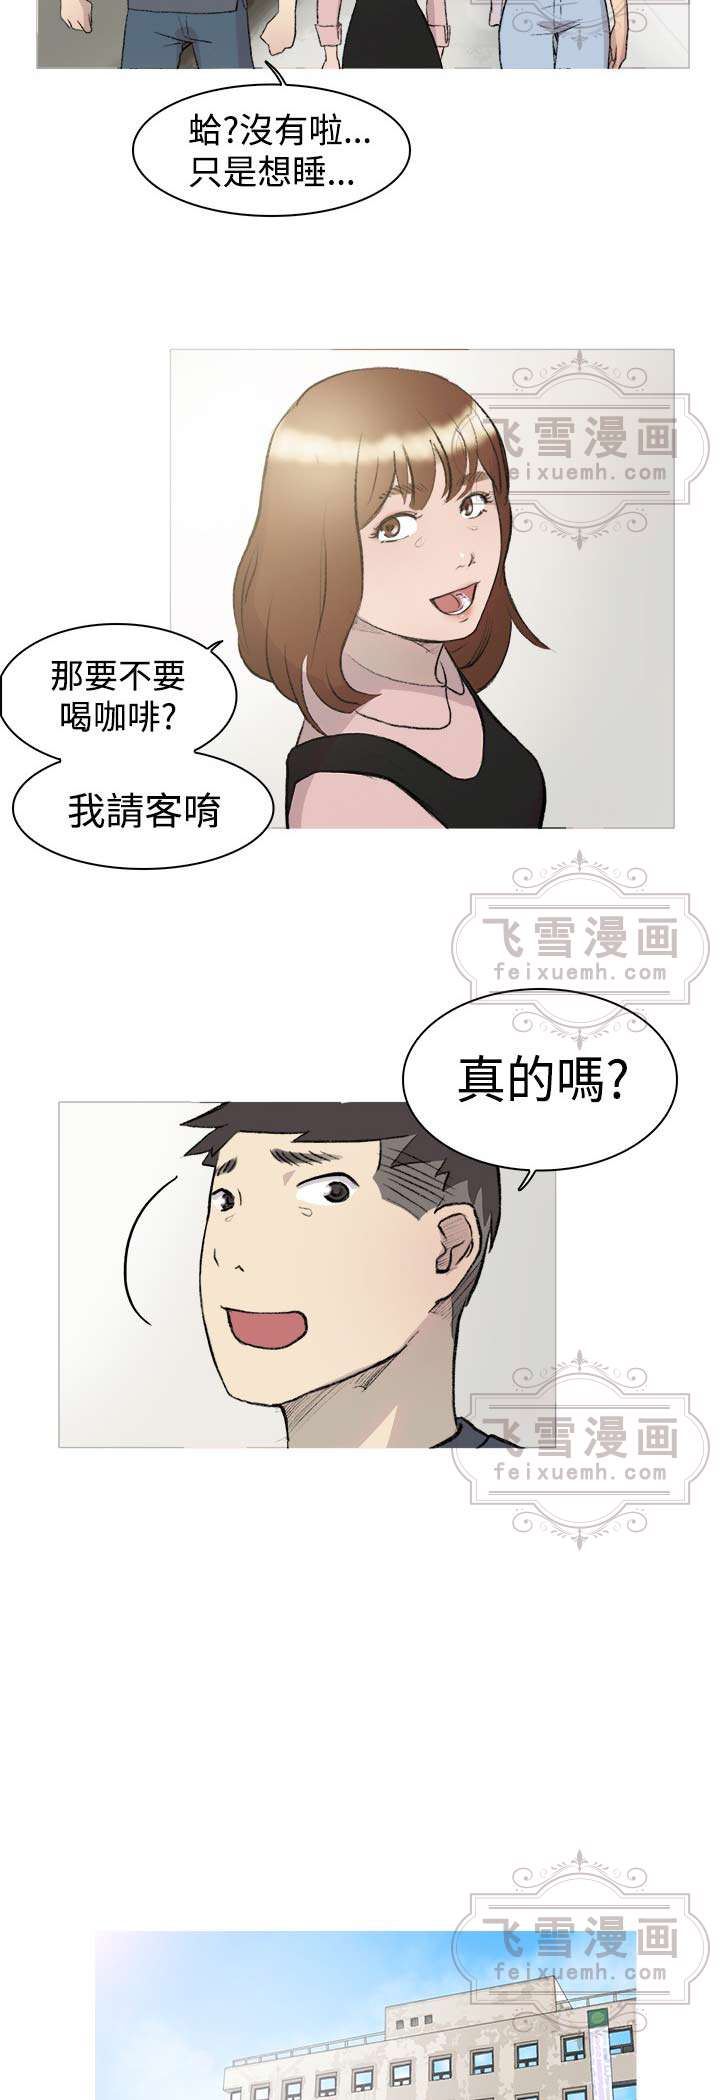 蛤?沒有啦...
只是想睡...
飞雪漫画
feixuemh.com
那要不要
喝咖啡?
我請客唷
飞雪漫画
feixuemh.com
真的嗎?
飞雪漫画
feixuemh.com
飞雪漫画
feixuemh.com